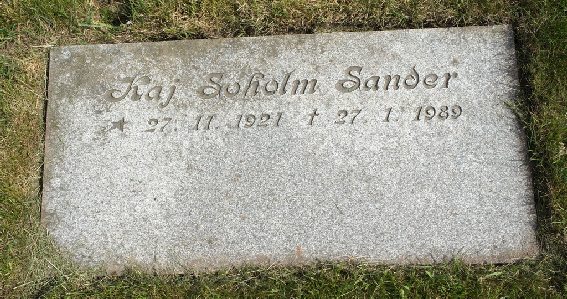 Kaj Soholm Sander
* 27. 11. 1921 † 27. 1. 1989